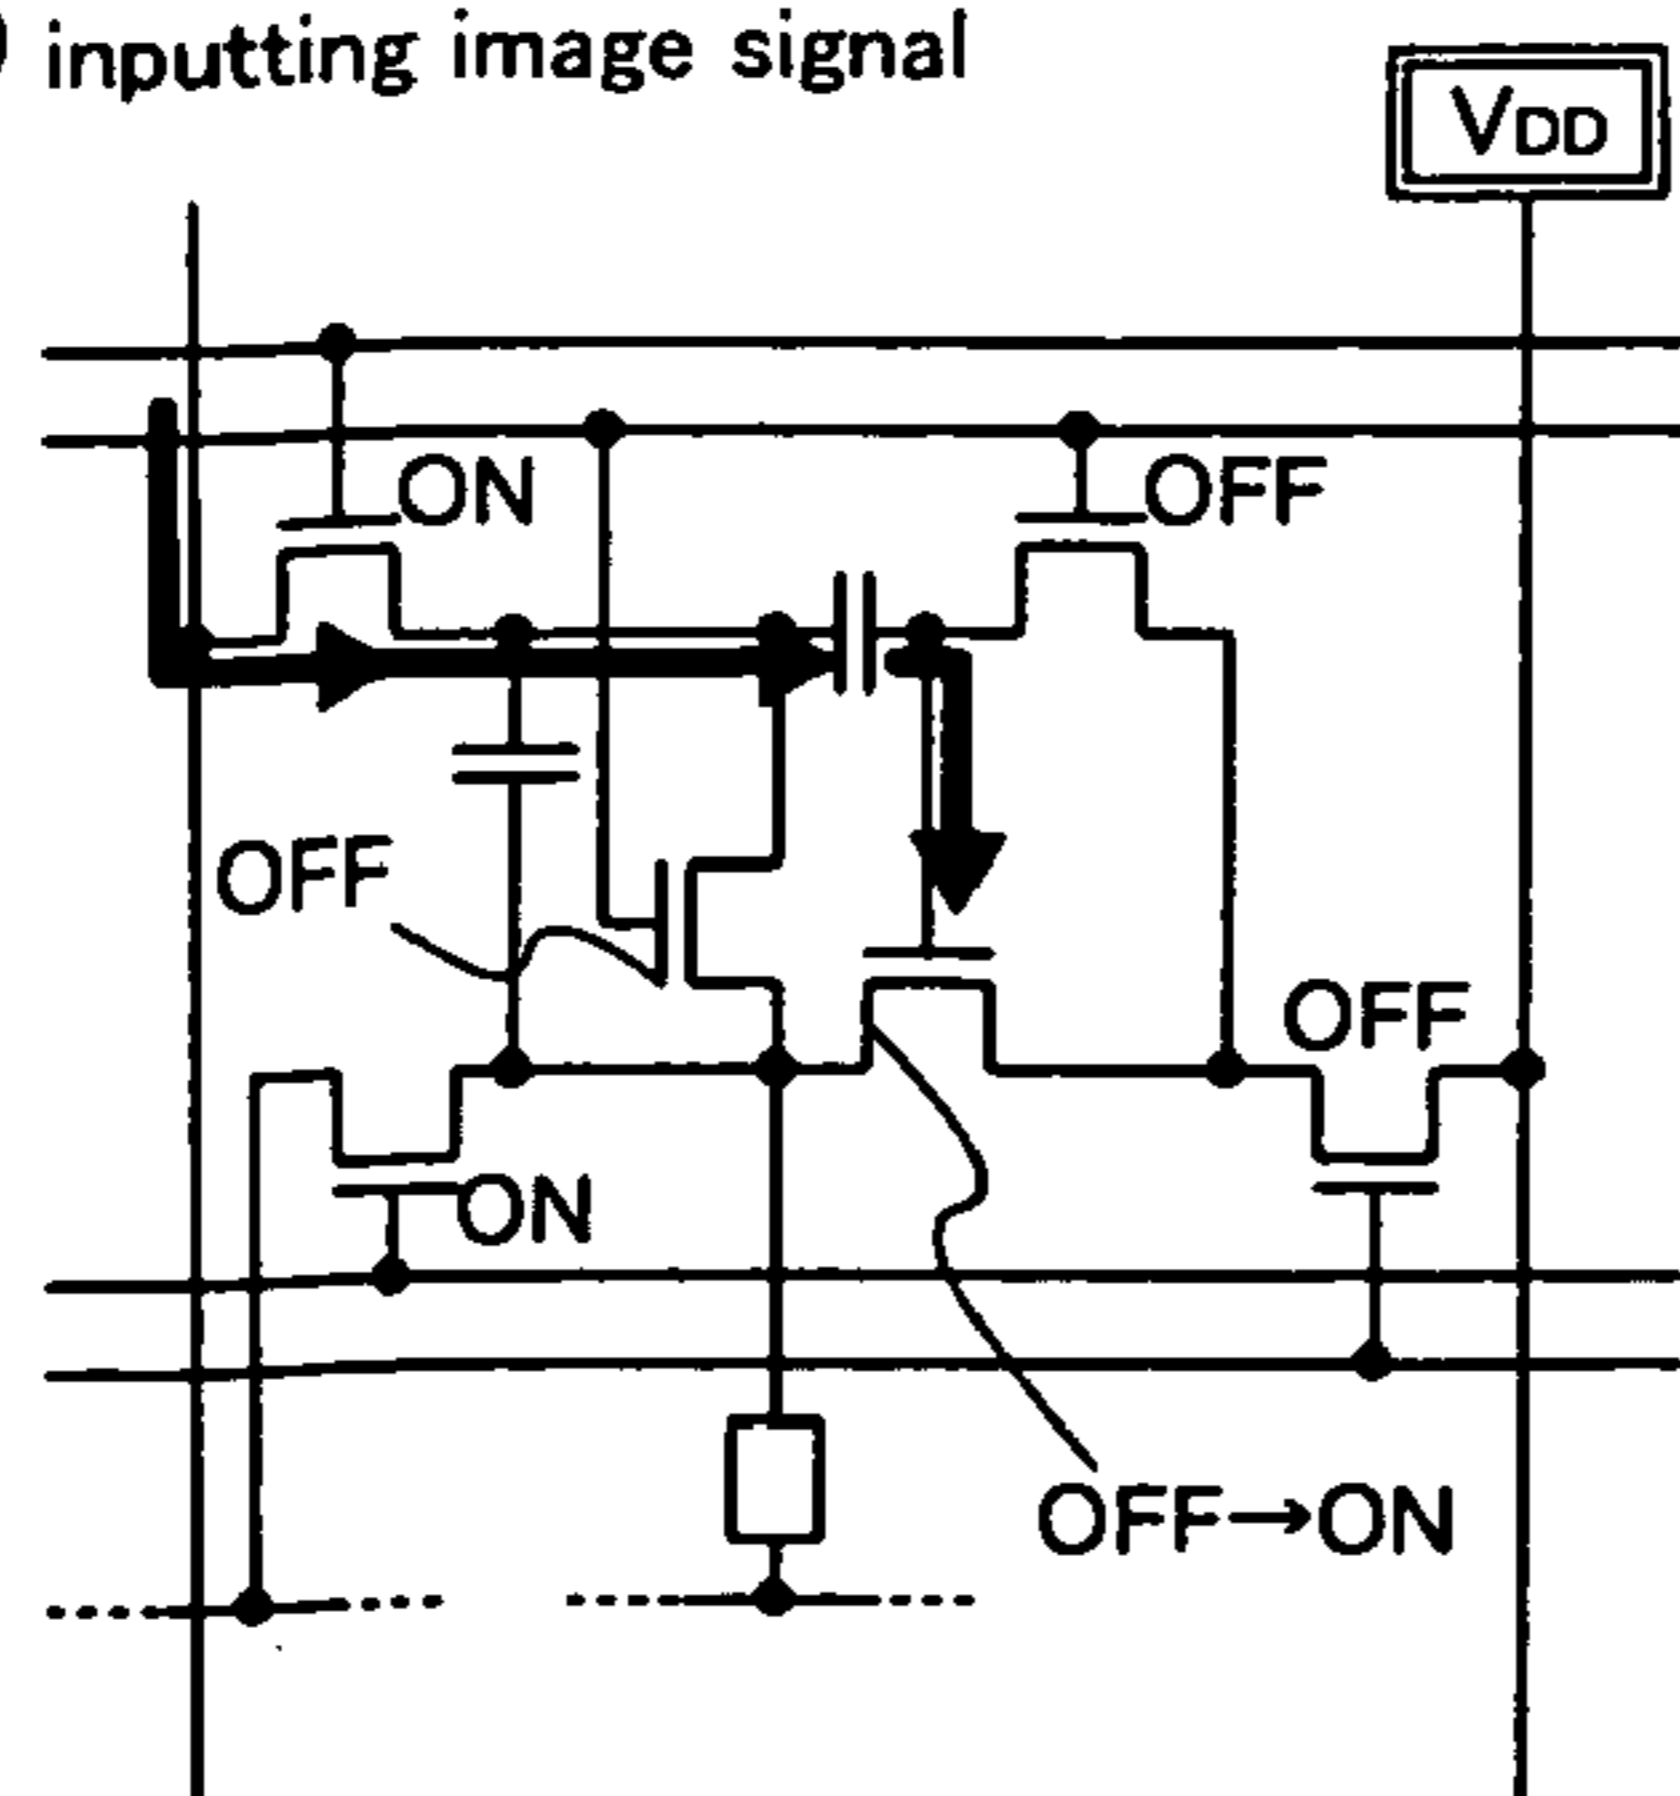 ) inputting image signal
VDD
ON
OFF
OFF
OFF
ON
OFF→ON